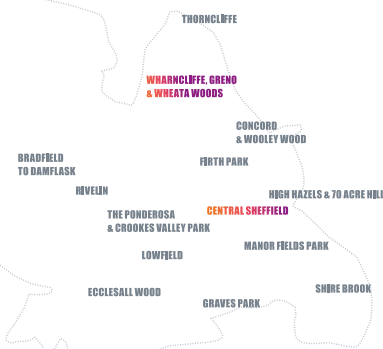 THORNCLIFFE
WHARNCLIFFE, GRENO
& WHEATA WOODS
CONCORD
& WOOLEY WOOD
BRADFIELD
TO DAMFLASK
FIRTH PARK
RIVELIN
HIGH HAZELS & 70 ACRE HILL
THE PONDEROSA
& CROOKES VALLEY PARK
CENTRAL SHEFFIELD
MANOR FIELDS PARK
LOWFIELD
ECCLESALL WOOD
SHIRE BROOK
GRAVES PARK